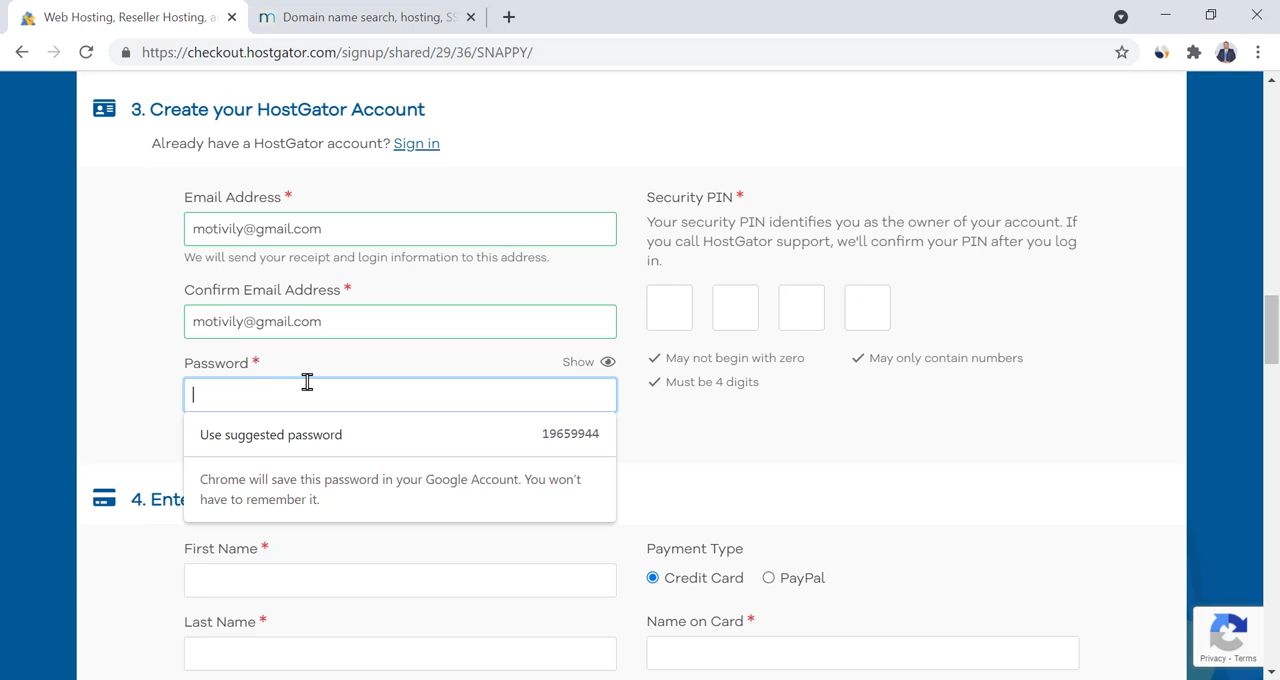 Web Hosting, Reseller Hosting, a
Domain name search, hosting, SS
https://checkout.hostgator.com/signup/shared/29/36/SNAPPY/
3. Create your HostGator Account
Already have a HostGator account? Sign in
Email Address *
motivily@gmail.com
We will send your receipt and login information to this address.
Confirm Email Address *
motivily@gmail.com
Password *
Show
Use suggested password 19659944
Chrome will save this password in your Google Account. You won't
have to remember it.
Security PIN *
Your security PIN identifies you as the owner of your account. If
you call HostGator support, we'll confirm your PIN after you log
in.
May not begin with zero
May only contain numbers
Must be 4 digits
4. Ente
First Name *
Last Name *
Payment Type
Credit Card
PayPal
Name on Card *
Privacy - Terms